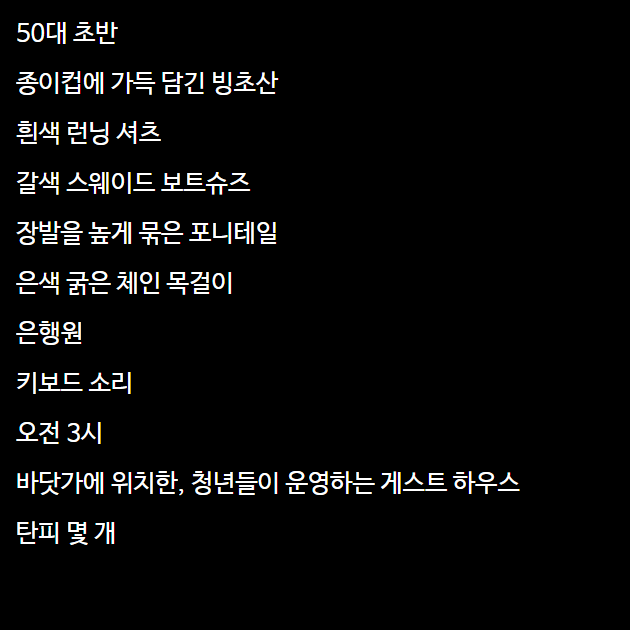 50대 초반
종이컵에 가득 담긴 빙초산
흰색 런닝 셔츠
갈색 스웨이드 보트슈즈
장발을 높게 묶은 포니테일
은색 굵은 체인 목걸이
은행원
키보드 소리
오전 3시
바닷가에 위치한, 청년들이 운영하는 게스트 하우스
탄피 몇 개